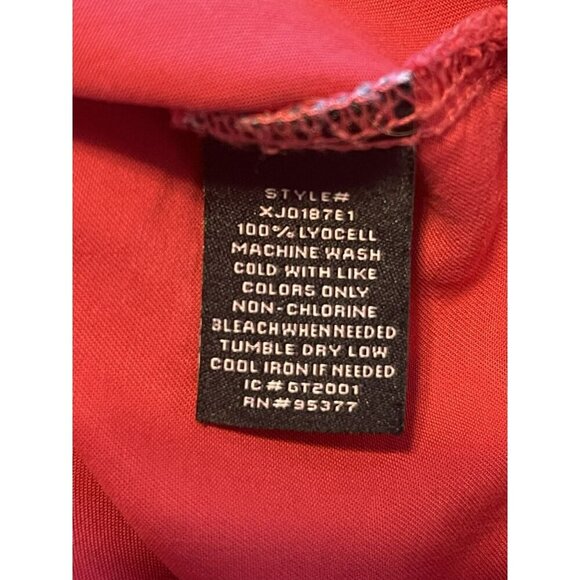 STYLE#
XJ0187E1
100% LYOCELL
MACHINE WASH
COLD WITH LIKE
COLORS ONLY
NON-CHLORINE
BLEACH WHEN NEEDED
TUMBLE DRY LOW
COOL IRON IF NEEDED
IC # GT2001
RN# 95377